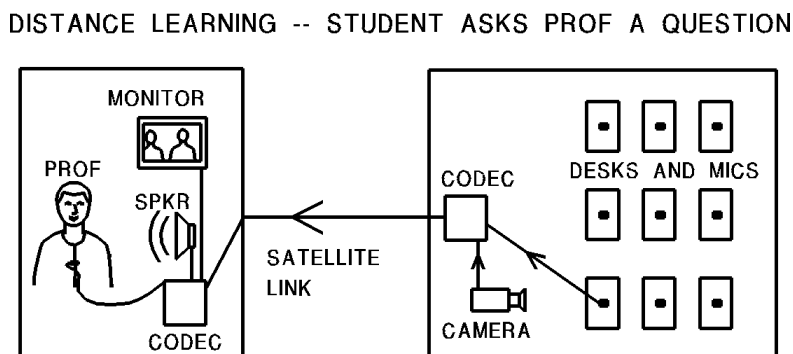 DISTANCE LEARNING -- STUDENT ASKS PROF A QUESTION
MONITOR
PROF
SPKR
CODEC
SATELLITE
LINK
CODEC
DESKS AND MICS
CAMERA